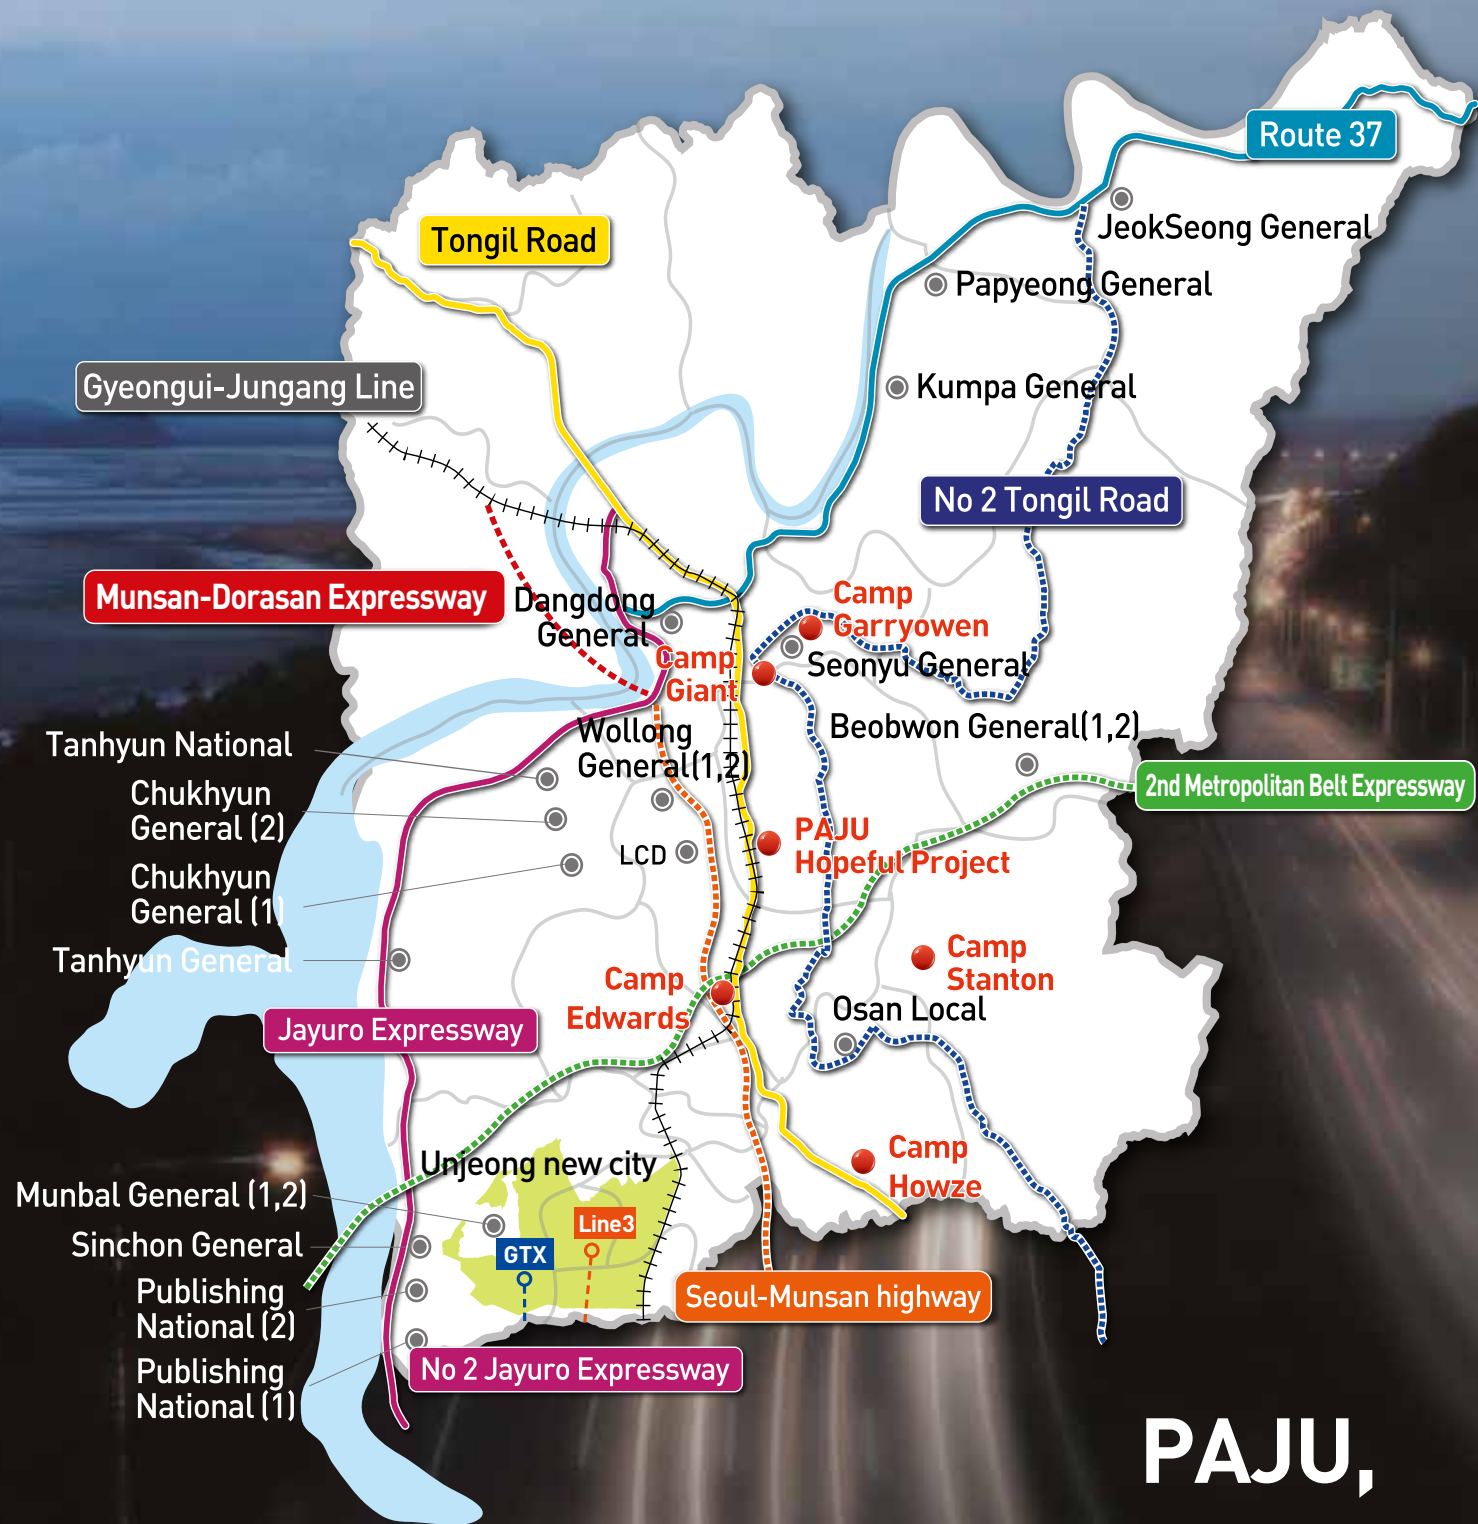 Route 37
JeokSeong General
Tongil Road
Papyeong General
Gyeongui-Jungang Line
Kumpa General
No 2 Tongil Road
Munsan-Dorasan Expressway
Dangdong
General
Camp
Garryowen
Camp
Giant
Seonyu General
Wollong
General(1,2)
Beobwon General(1,2)
Tanhyun National
2nd Metropolitan Belt Expressway
Chukhyun
General (2)
PAJU
Hopeful Project
LCD
Chukhyun
General (1)
Tanhyun General
Camp
Stanton
Camp
Edwards
Osan Local
Jayuro Expressway
Camp
Howze
Unjeong new city
Munbal General (1,2)
Line3
Sinchon General
GTX
Publishing
National (2)
Seoul-Munsan highway
Publishing
National (1)
No 2 Jayuro Expressway
PAJU,